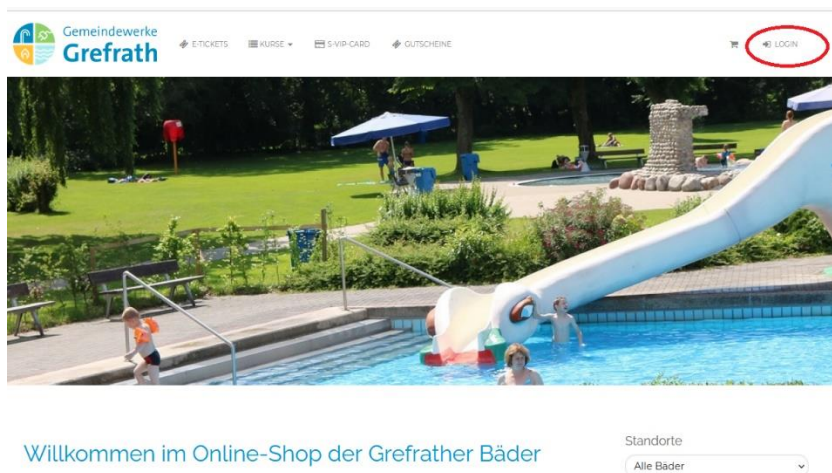 Gemeindewerke
Grefrath
E-TICKETS KURSE S-VIP-CARD GUTSCHEINE LOGIN
Willkommen im Online-Shop der Grefrather Bäder
Standorte
Alle Bäder